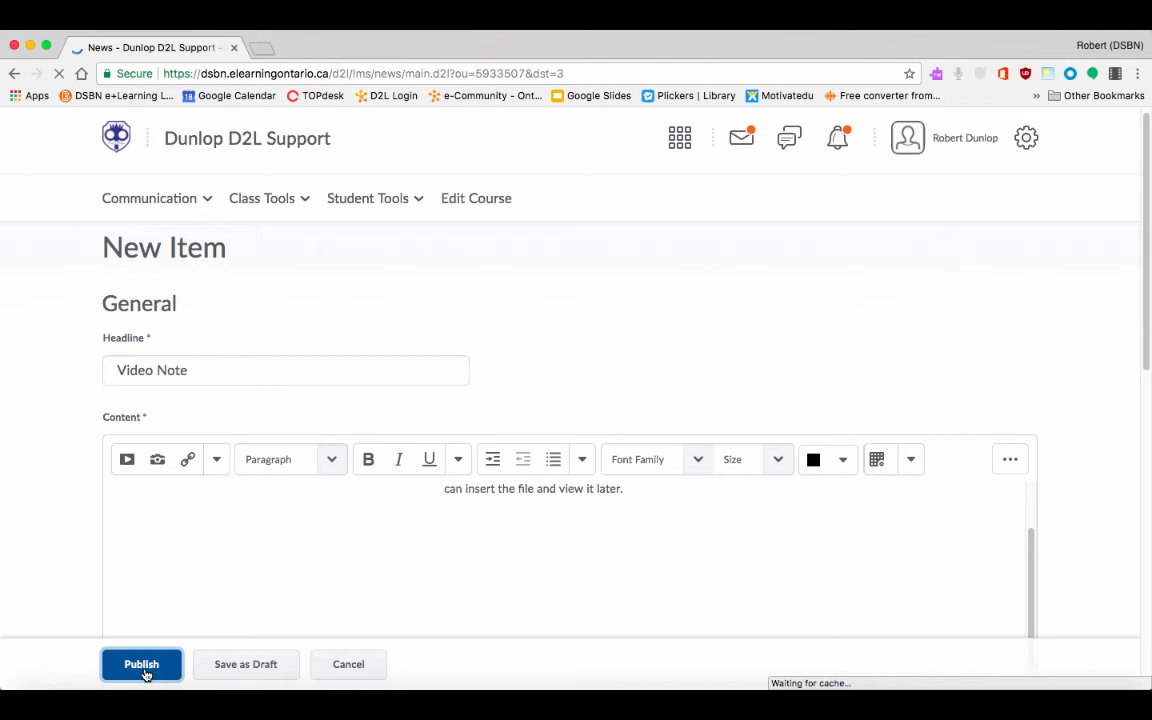 News - Dunlop D2L Support -
Robert (DSBN)
Secure
https://dsbn.elearningontario.ca/d2l/lms/news/main.d2l?ou=5933507&dst=3
Apps DSBN e+Learning L... 18 Google Calendar TOPdesk D2L Login e-Community - Ont... Google Slides Plickers | Library Motivatedu Free converter from... » Other Bookmarks
Dunlop D2L Support
Robert Dunlop
Communication Class Tools Student Tools Edit Course
New Item
General
Headline *
Video Note
Content *
Paragraph B I U Font Family Size
can insert the file and view it later.
Publish Save as Draft Cancel
Waiting for cache...